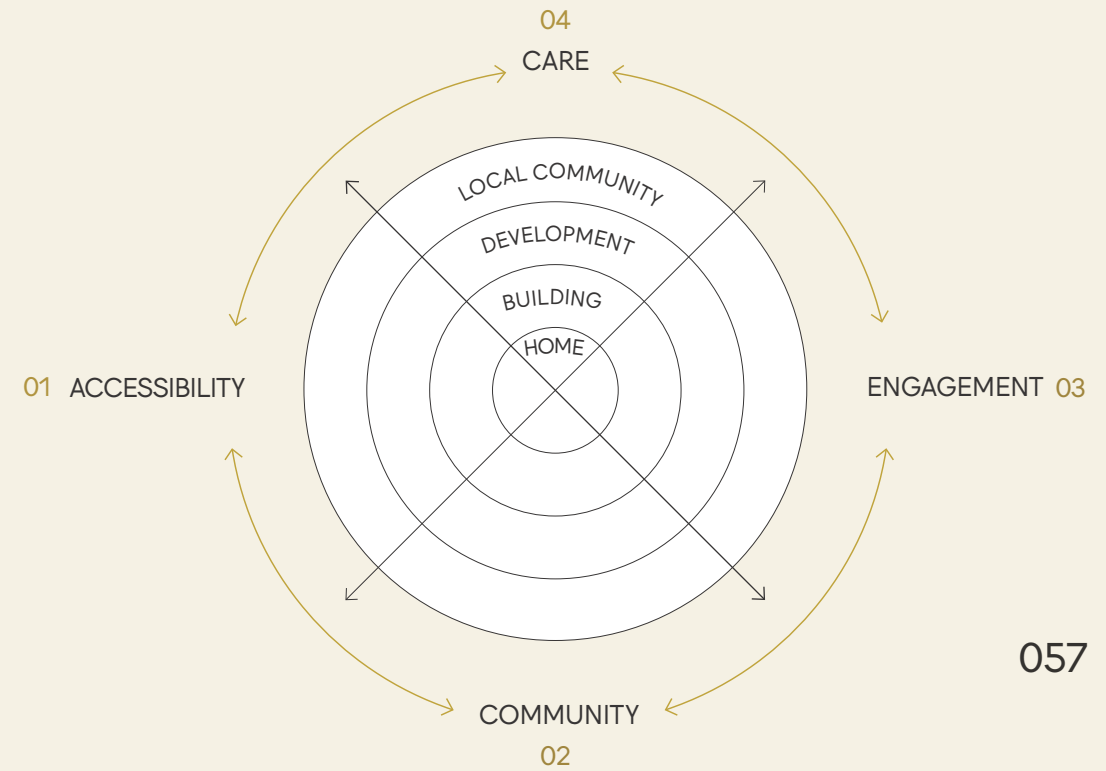 04
CARE
LOCAL COMMUNITY
DEVELOPMENT
BUILDING
HOME
01 ACCESSIBILITY
ENGAGEMENT 03
057
COMMUNITY
02